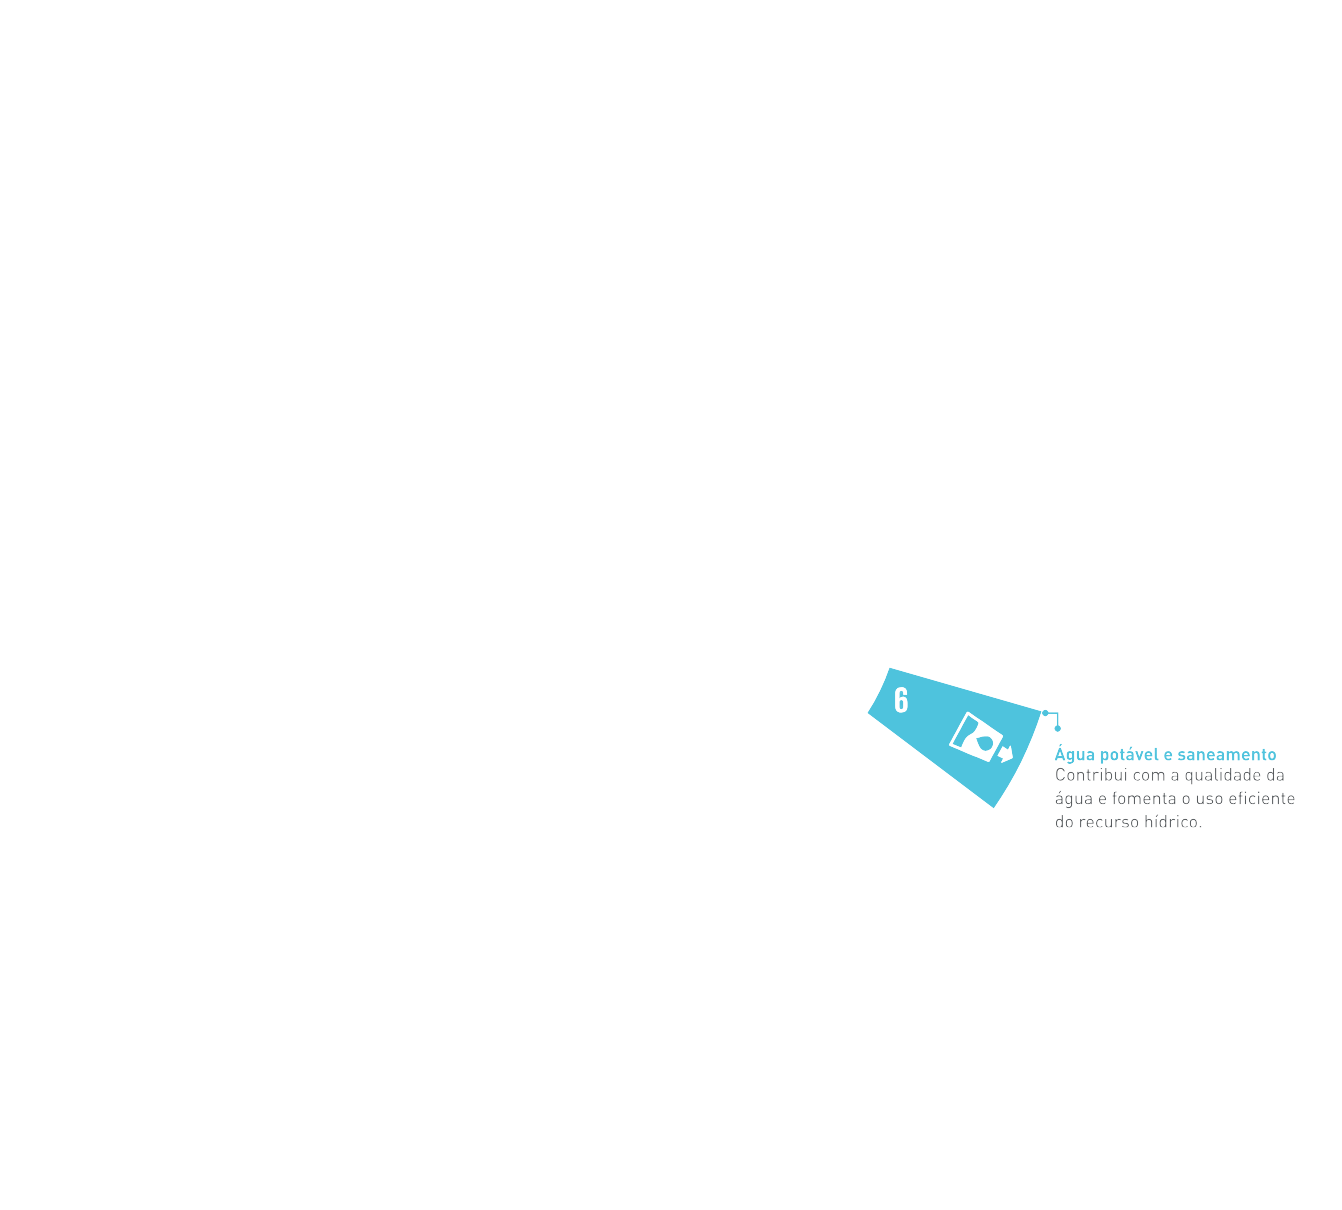 6
Água potável e saneamento
Contribui com a qualidade da
água e fomenta o uso eficiente
do recurso hídrico.